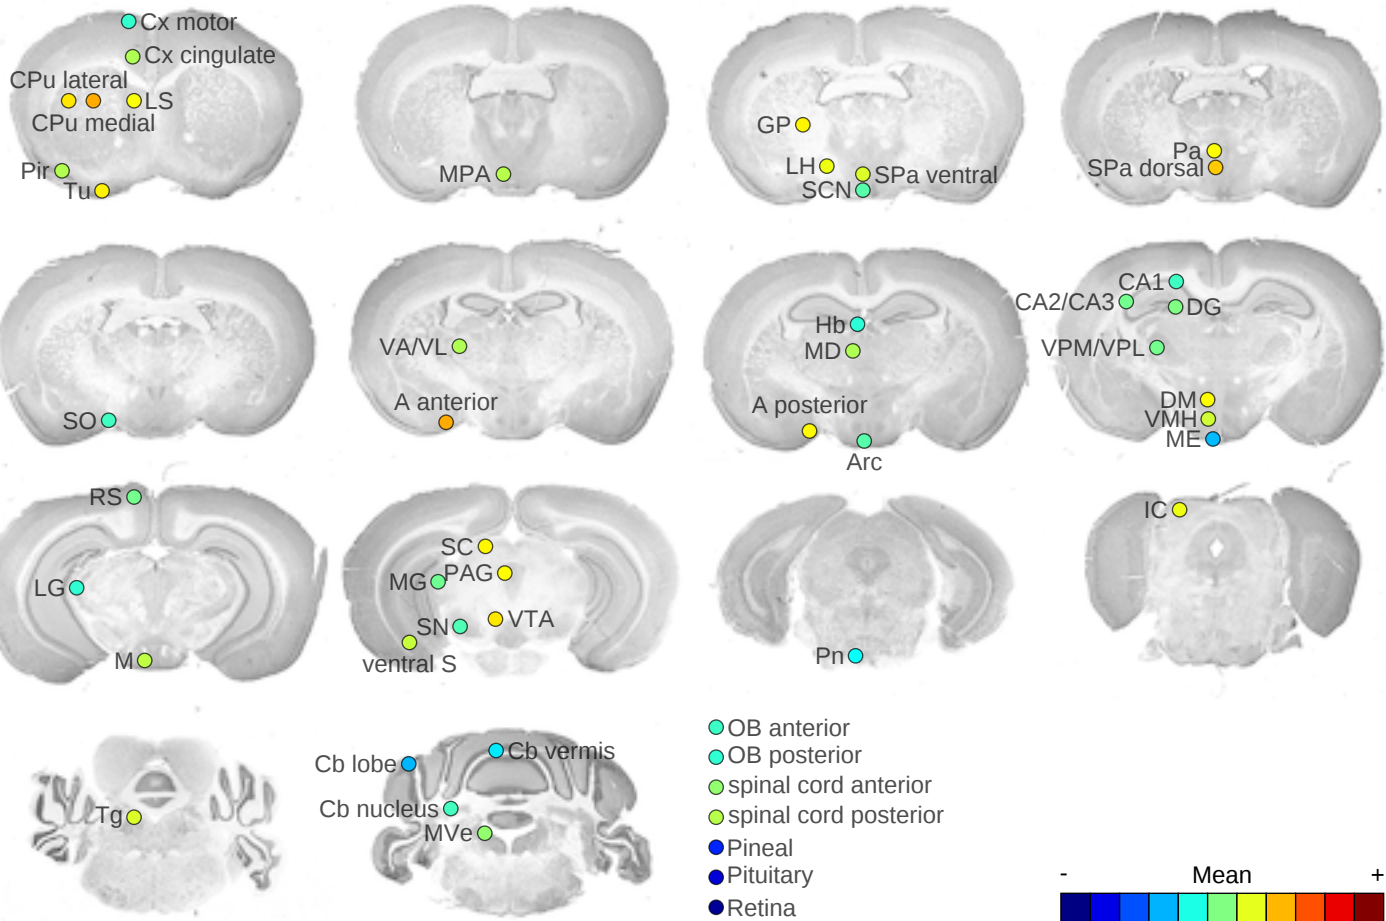 Cx motor
Cx cingulate
CPu lateral
LS
CPu medial
Pir
Tu
MPA
GP
LH
SPa ventral
SCN
Pa
SPa dorsal
SO
VA/VL
A anterior
Hb
MD
A posterior
Arc
CA1
CA2/CA3
DG
VPM/VPL
DM
VMH
ME
RS
LG
M
SC
MG
PAG
SN
VTA
ventral S
Pn
IC
Tg
Cb lobe
Cb vermis
Cb nucleus
MVe
OB anterior
OB posterior
spinal cord anterior
spinal cord posterior
Pineal
Pituitary
Retina
- Mean +